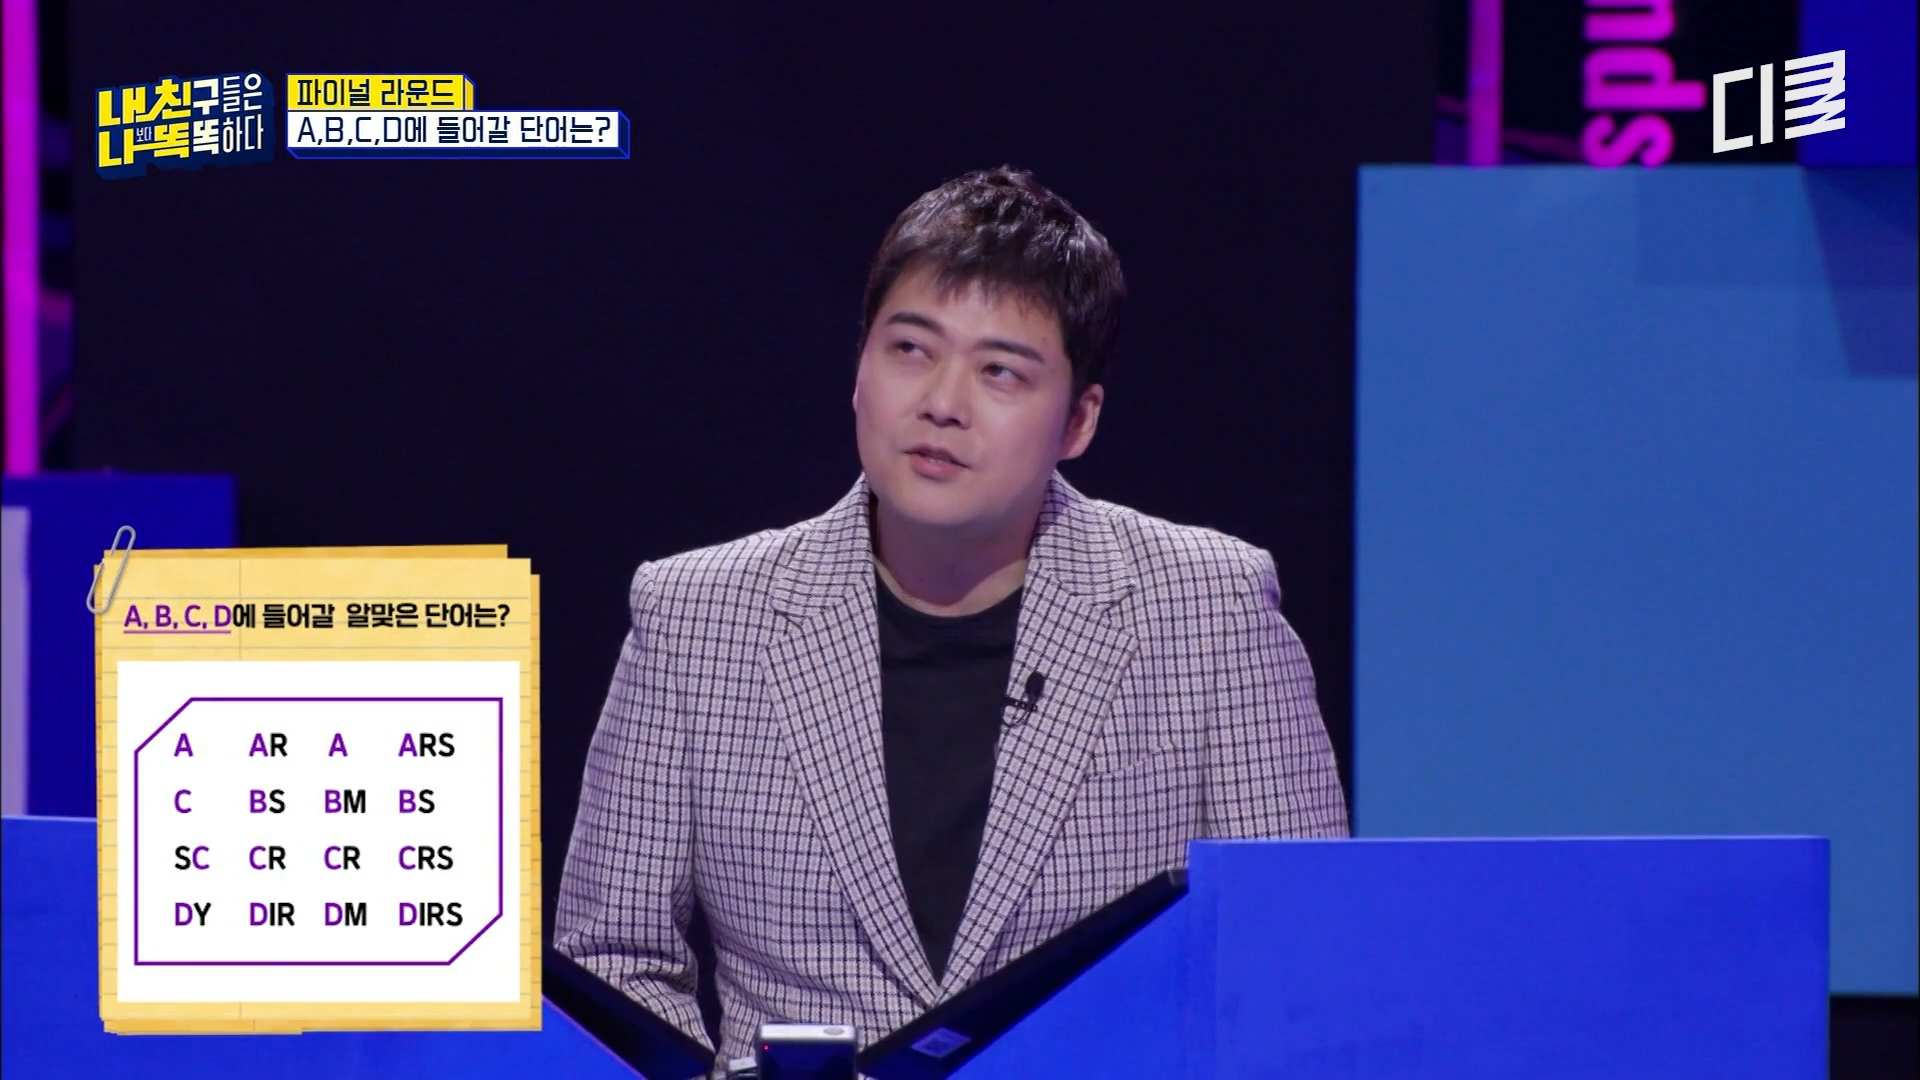 내 친구들은
나보다 똑똑하다
파이널 라운드
A,B,C,D에 들어갈 단어는?
spu
디글
A, B, C, D에 들어갈 알맞은 단어는?
A AR A ARS
C BS BM BS
SC CR CR CRS
DY DIR DM DIRS